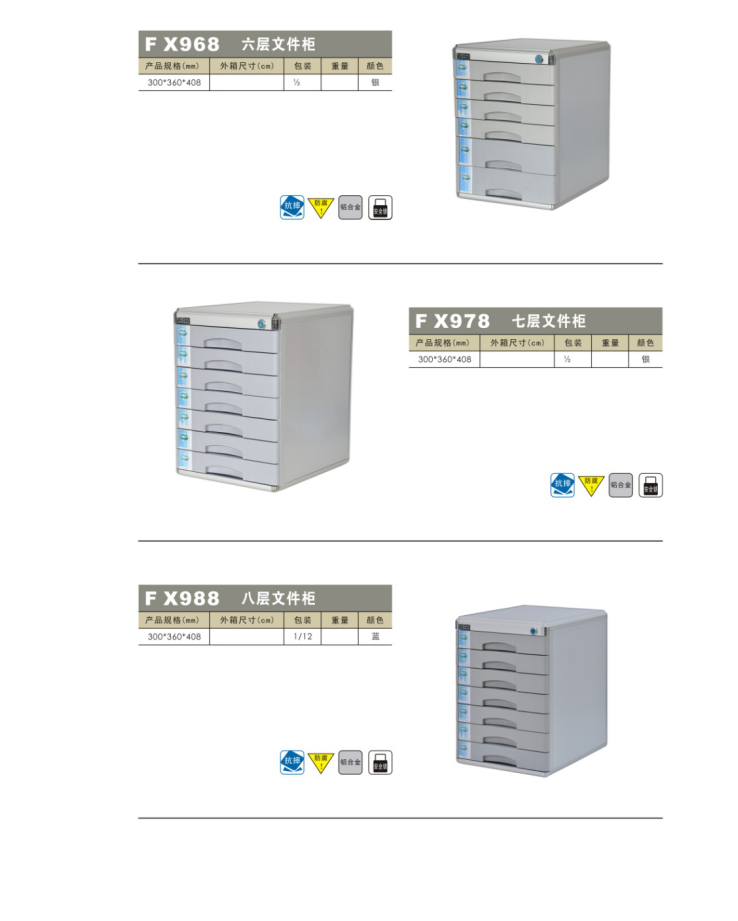 FX968 六层文件柜
产品规格(mm) 外箱尺寸(cm) 包装 重量 颜色
300*360*408 ½ 银
抗摔 防腐! 铝合金 安全锁
FX978 七层文件柜
产品规格(mm) 外箱尺寸(cm) 包装 重量 颜色
300*360*408 ½ 银
抗摔 防腐! 铝合金 安全锁
FX988 八层文件柜
产品规格(mm) 外箱尺寸(cm) 包装 重量 颜色
300*360*408 1/12 蓝
抗摔 防腐! 铝合金 安全锁